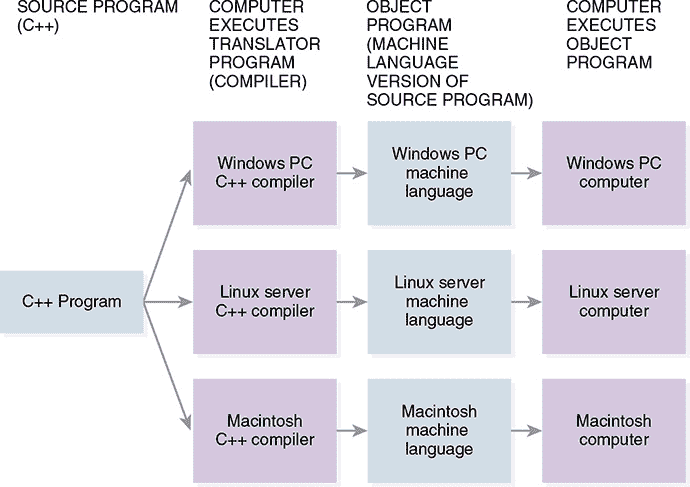 SOURCE PROGRAM
(C++)
COMPUTER
EXECUTES
TRANSLATOR
PROGRAM
(COMPILER)
OBJECT
PROGRAM
(MACHINE
LANGUAGE
VERSION OF
SOURCE PROGRAM)
COMPUTER
EXECUTES
OBJECT
PROGRAM
Windows PC
C++ compiler
Windows PC
machine
language
Windows PC
computer
C++ Program
Linux server
C++ compiler
Linux server
machine
language
Linux server
computer
Macintosh
C++ compiler
Macintosh
machine
language
Macintosh
computer